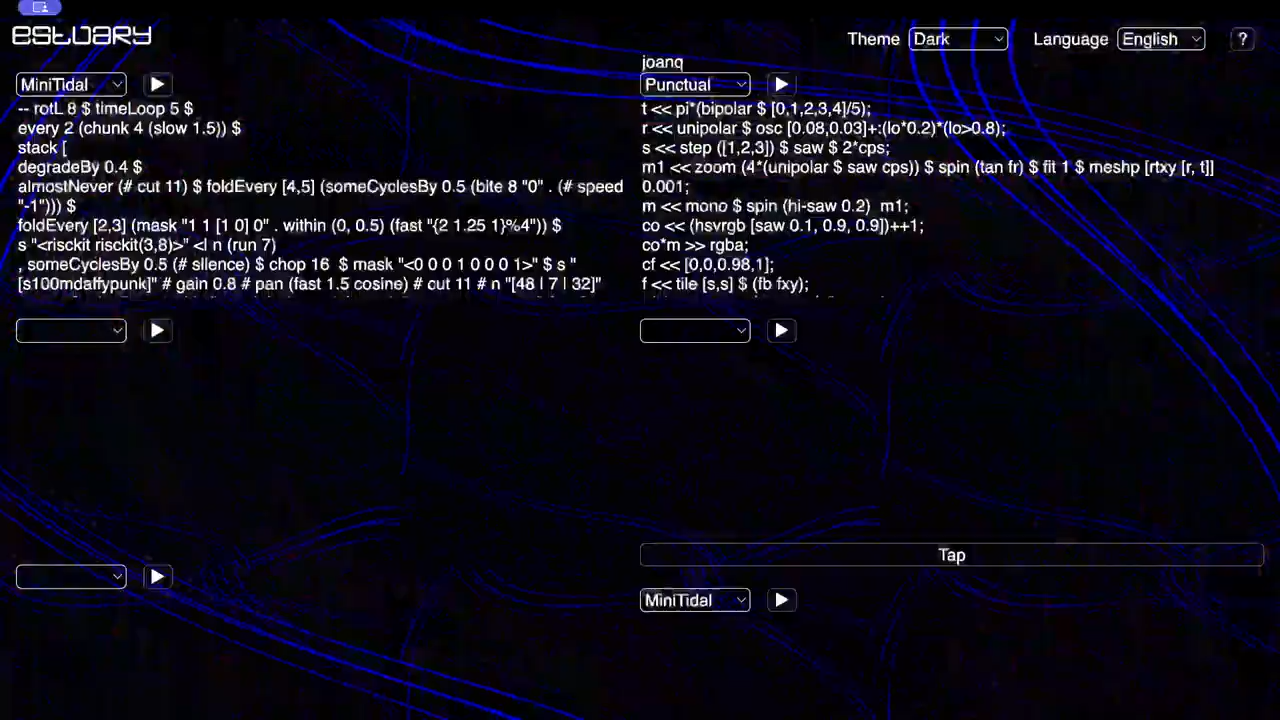 estuary
Theme Dark Language English ?
MiniTidal
-- rotL 8 $ timeLoop 5 $
every 2 (chunk 4 (slow 1.5)) $
stack [
degradeBy 0.4 $
almostNever (# cut 11) $ foldEvery [4,5] (someCyclesBy 0.5 (bite 8 "0" . (# speed
"-1"))) $
foldEvery [2,3] (mask "1 1 [1 0] 0" . within (0, 0.5) (fast "{2 1.25 1}%4")) $
s "<risckit risckit(3,8)>" <| n (run 7)
, someCyclesBy 0.5 (# silence) $ chop 16 $ mask "<0 0 0 1 0 0 0 1>" $ s "
[s100mdaffypunk]" # gain 0.8 # pan (fast 1.5 cosine) # cut 11 # n "[48 | 7 | 32]"
joanq
Punctual
t << pi*(bipolar $ [0,1,2,3,4]/5);
r << unipolar $ osc [0.08,0.03]+:(lo*0.2)*(lo>0.8);
s << step ([1,2,3]) $ saw $ 2*cps;
m1 << zoom (4*(unipolar $ saw cps)) $ spin (tan fr) $ fit 1 $ meshp [rtxy [r, t]]
0.001;
m << mono $ spin (hi-saw 0.2) m1;
co << (hsvrgb [saw 0.1, 0.9, 0.9])++1;
co*m >> rgba;
cf << [0,0,0.98,1];
f << tile [s,s] $ (fb fxy);
Tap
MiniTidal